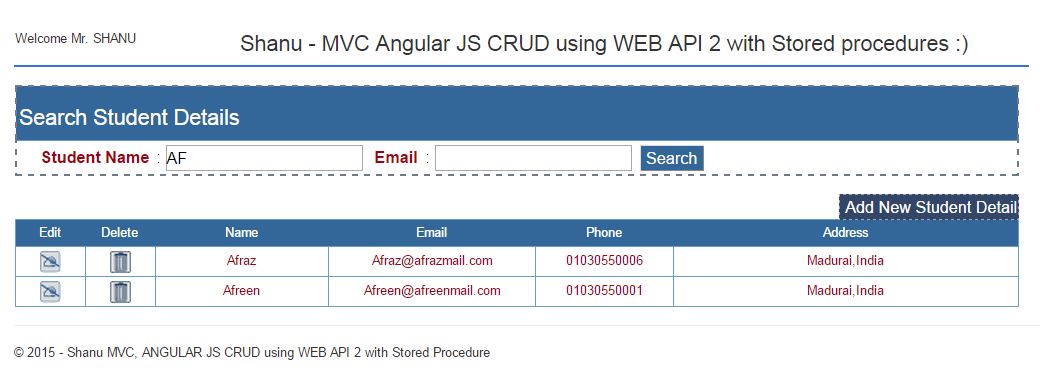 Welcome Mr. SHANU
Shanu - MVC Angular JS CRUD using WEB API 2 with Stored procedures :)
Search Student Details
Student Name : AF Email : Search
Add New Student Detail
Edit Delete Name Email Phone Address
Afraz Afraz@afrazmail.com 01030550006 Madurai,India
Afreen Afreen@afreenmail.com 01030550001 Madurai,India
© 2015 - Shanu MVC, ANGULAR JS CRUD using WEB API 2 with Stored Procedure